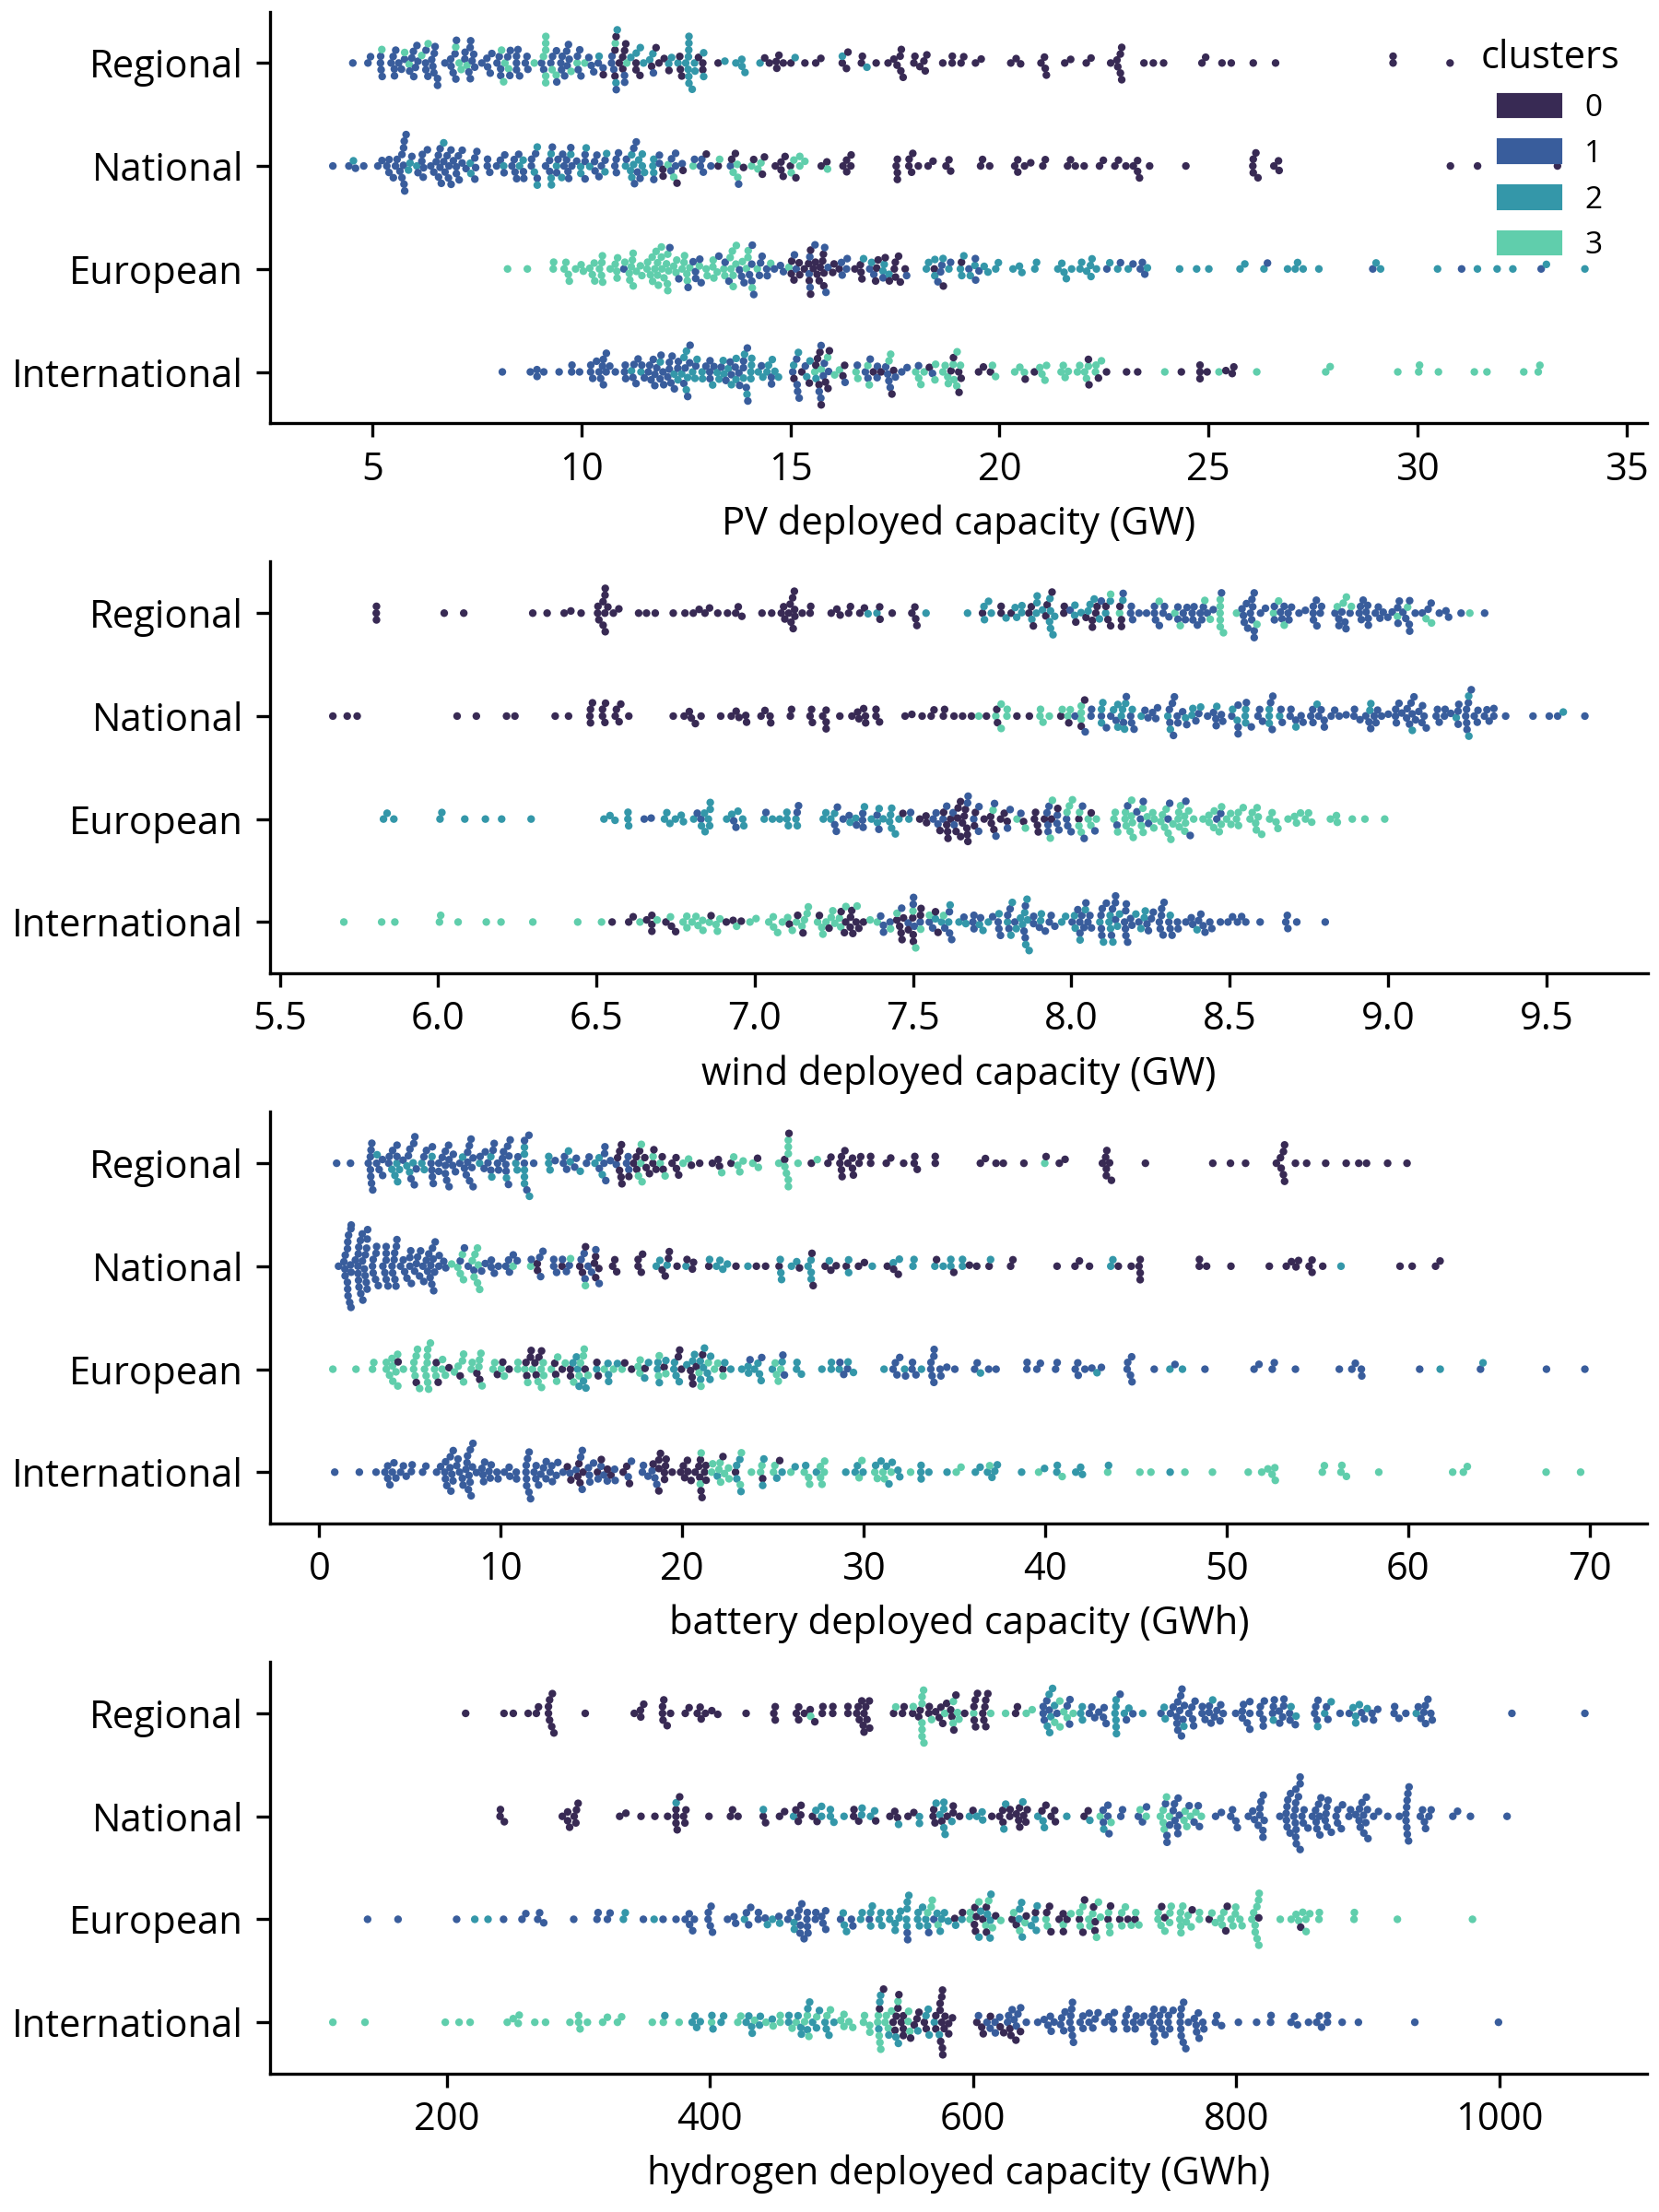 clusters
0
1
2
3
Regional
National
European
International
5 10 15 20 25 30 35
PV deployed capacity (GW)
Regional
National
European
International
5.5 6.0 6.5 7.0 7.5 8.0 8.5 9.0 9.5
wind deployed capacity (GW)
Regional
National
European
International
0 10 20 30 40 50 60 70
battery deployed capacity (GWh)
Regional
National
European
International
200 400 600 800 1000
hydrogen deployed capacity (GWh)